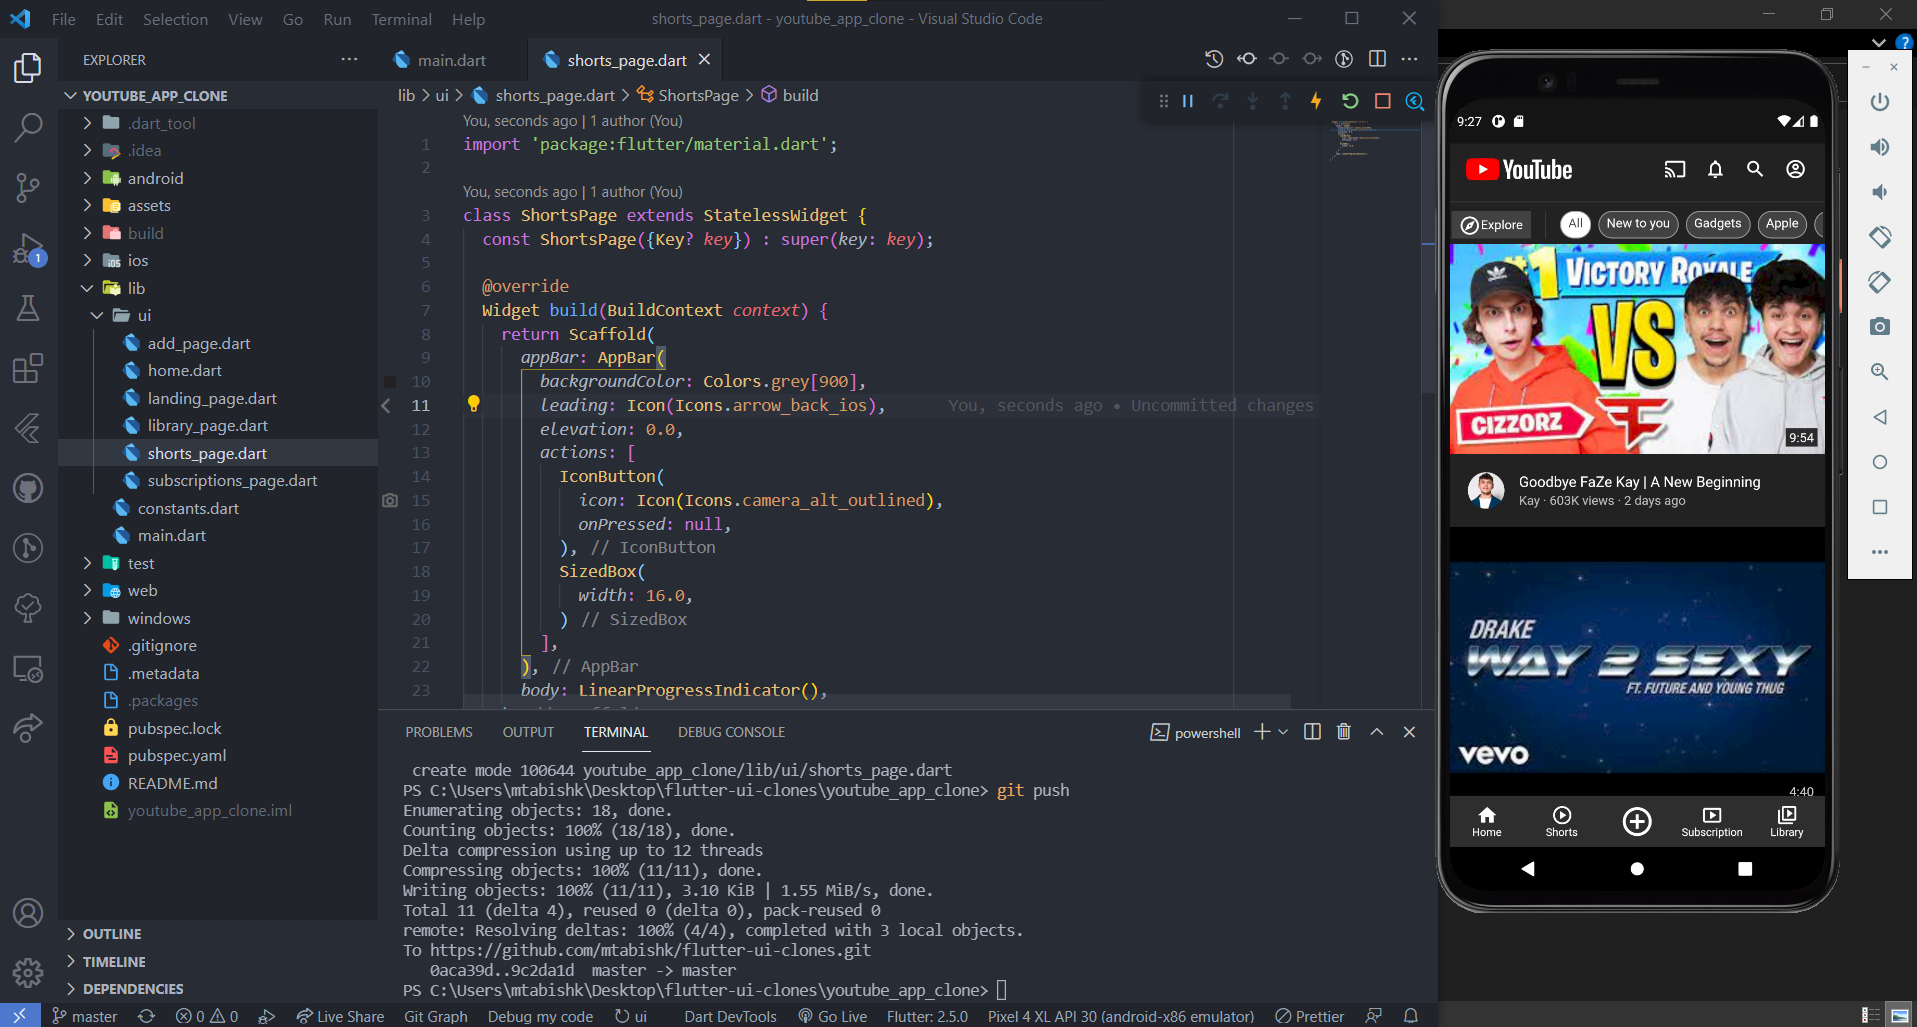 File Edit Selection View Go Run Terminal Help
shorts_page.dart - youtube_app_clone - Visual Studio Code
EXPLORER
YOUTUBE_APP_CLONE
.dart_tool
.idea
android
assets
build
ios
lib
ui
add_page.dart
home.dart
landing_page.dart
library_page.dart
shorts_page.dart
subscriptions_page.dart
constants.dart
main.dart
test
web
windows
.gitignore
.metadata
.packages
pubspec.lock
pubspec.yaml
README.md
youtube_app_clone.iml
OUTLINE
TIMELINE
DEPENDENCIES
1
main.dart
shorts_page.dart
lib > ui > shorts_page.dart > ShortsPage > build
You, seconds ago | 1 author (You)
1 import 'package:flutter/material.dart';
2
You, seconds ago | 1 author (You)
3 class ShortsPage extends StatelessWidget {
4 const ShortsPage({Key? key}) : super(key: key);
5
6 @override
7 Widget build(BuildContext context) {
8 return Scaffold(
9 appBar: AppBar(
10 backgroundColor: Colors.grey[900],
11 leading: Icon(Icons.arrow_back_ios), You, seconds ago • Uncommitted changes
12 elevation: 0.0,
13 actions: [
14 IconButton(
15 icon: Icon(Icons.camera_alt_outlined),
16 onPressed: null,
17 ), // IconButton
18 SizedBox(
19 width: 16.0,
20 ) // SizedBox
21 ],
22 ), // AppBar
23 body: LinearProgressIndicator(),
PROBLEMS OUTPUT TERMINAL DEBUG CONSOLE
powershell
create mode 100644 youtube_app_clone/lib/ui/shorts_page.dart
PS C:\Users\mtabishk\Desktop\flutter-ui-clones\youtube_app_clone> git push
Enumerating objects: 18, done.
Counting objects: 100% (18/18), done.
Delta compression using up to 12 threads
Compressing objects: 100% (11/11), done.
Writing objects: 100% (11/11), 3.10 KiB | 1.55 MiB/s, done.
Total 11 (delta 4), reused 0 (delta 0), pack-reused 0
remote: Resolving deltas: 100% (4/4), completed with 3 local objects.
To https://github.com/mtabishk/flutter-ui-clones.git
0aca39d..9c2da1d master -> master
PS C:\Users\mtabishk\Desktop\flutter-ui-clones\youtube_app_clone>
master 0 0 Live Share Git Graph Debug my code ui Dart DevTools Go Live Flutter: 2.5.0 Pixel 4 XL API 30 (android-x86 emulator) Prettier
9:27
YouTube
Explore All New to you Gadgets Apple
#1 VICTORY ROYALE
VS
CIZZORZ
9:54
Goodbye FaZe Kay | A New Beginning
Kay · 603K views · 2 days ago
DRAKE
WAY 2 SEXY
FT. FUTURE AND YOUNG THUG
vevo
4:40
Home Shorts Subscription Library